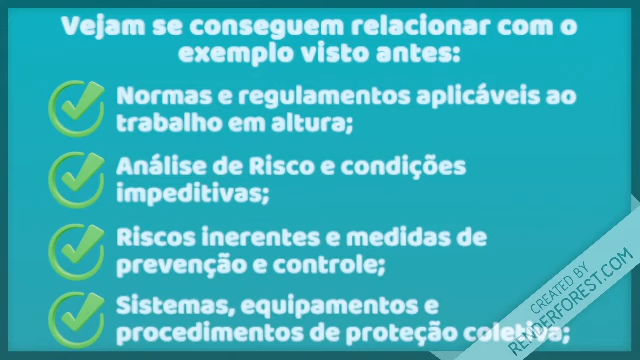 Vejam se conseguem relacionar com o
exemplo visto antes:
Normas e regulamentos aplicáveis ao
trabalho em altura;
Análise de Risco e condições
impeditivas;
Riscos inerentes e medidas de
prevenção e controle;
Sistemas, equipamentos e
procedimentos de proteção coletiva;
CREATED BY
RENDERFOREST.COM